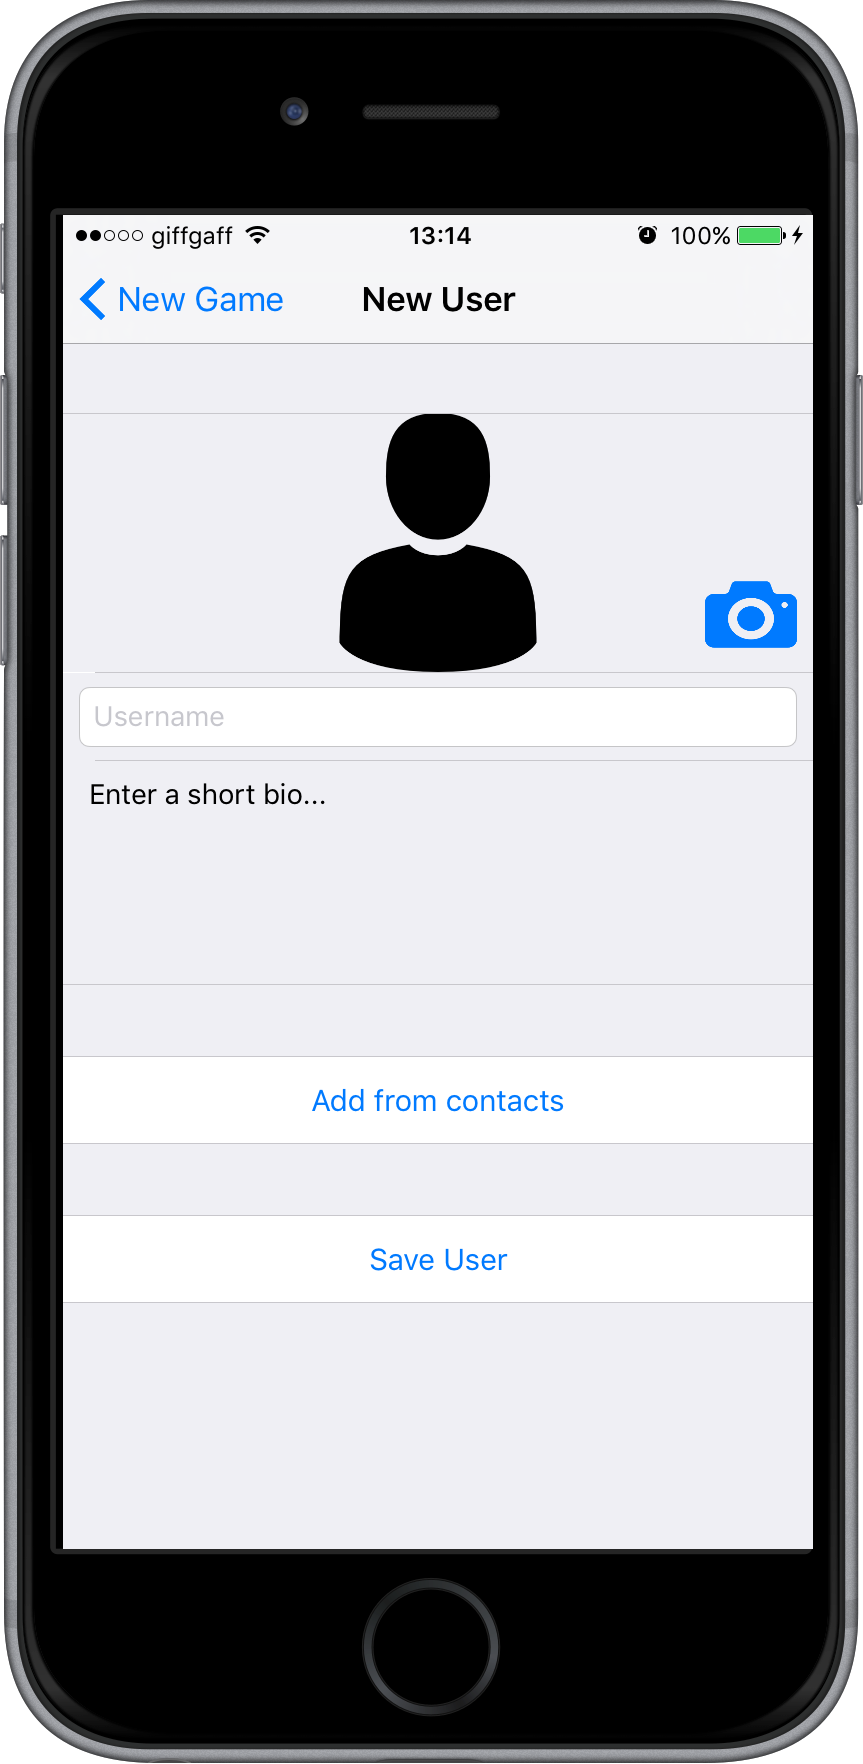 giffgaff 13:14 100%
New Game New User
Username
Enter a short bio...
Add from contacts
Save User